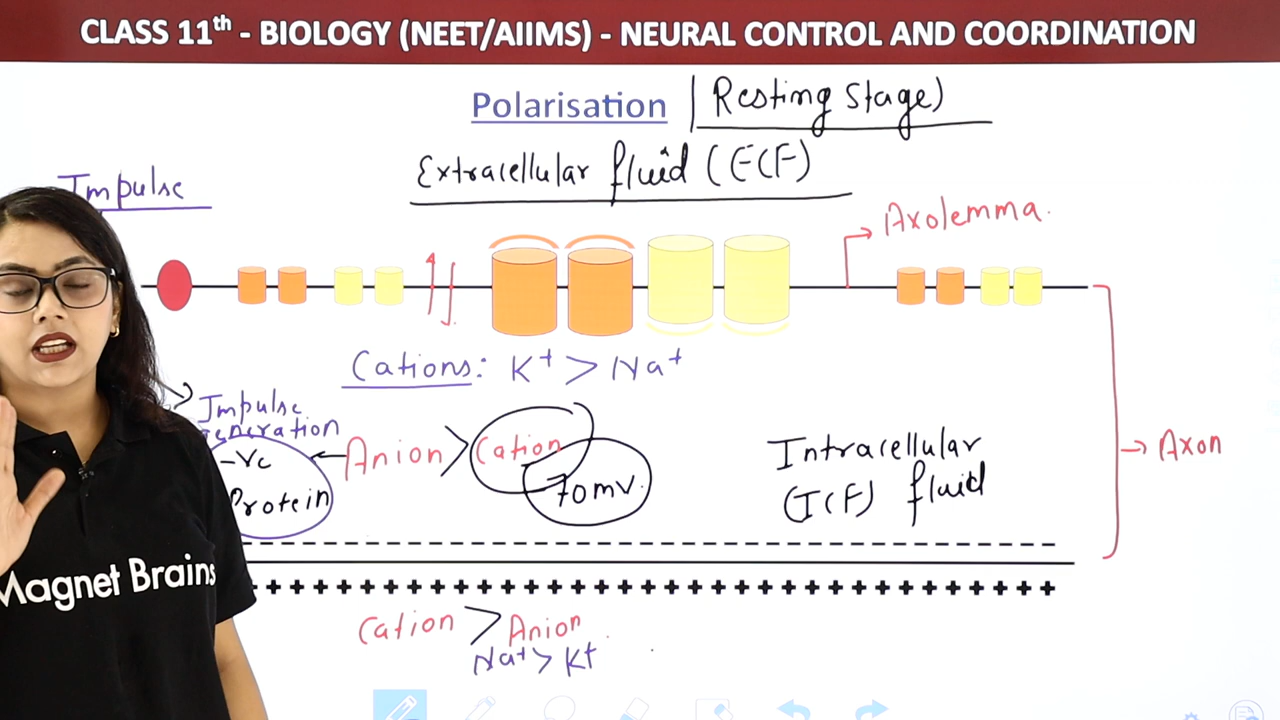 CLASS 11th - BIOLOGY (NEET/AIIMS) - NEURAL CONTROL AND COORDINATION
Polarisation (Resting Stage)
Extracellular fluid (ECF)
Impulse
Axolemma.
Cations: K+ > Na+
Impulse
Generation
Anion > Cation
-Ve
Protein
-70mv.
Intracellular
(ICF) fluid
Axon
Magnet Brains
Cation > Anion
Na+ > K+